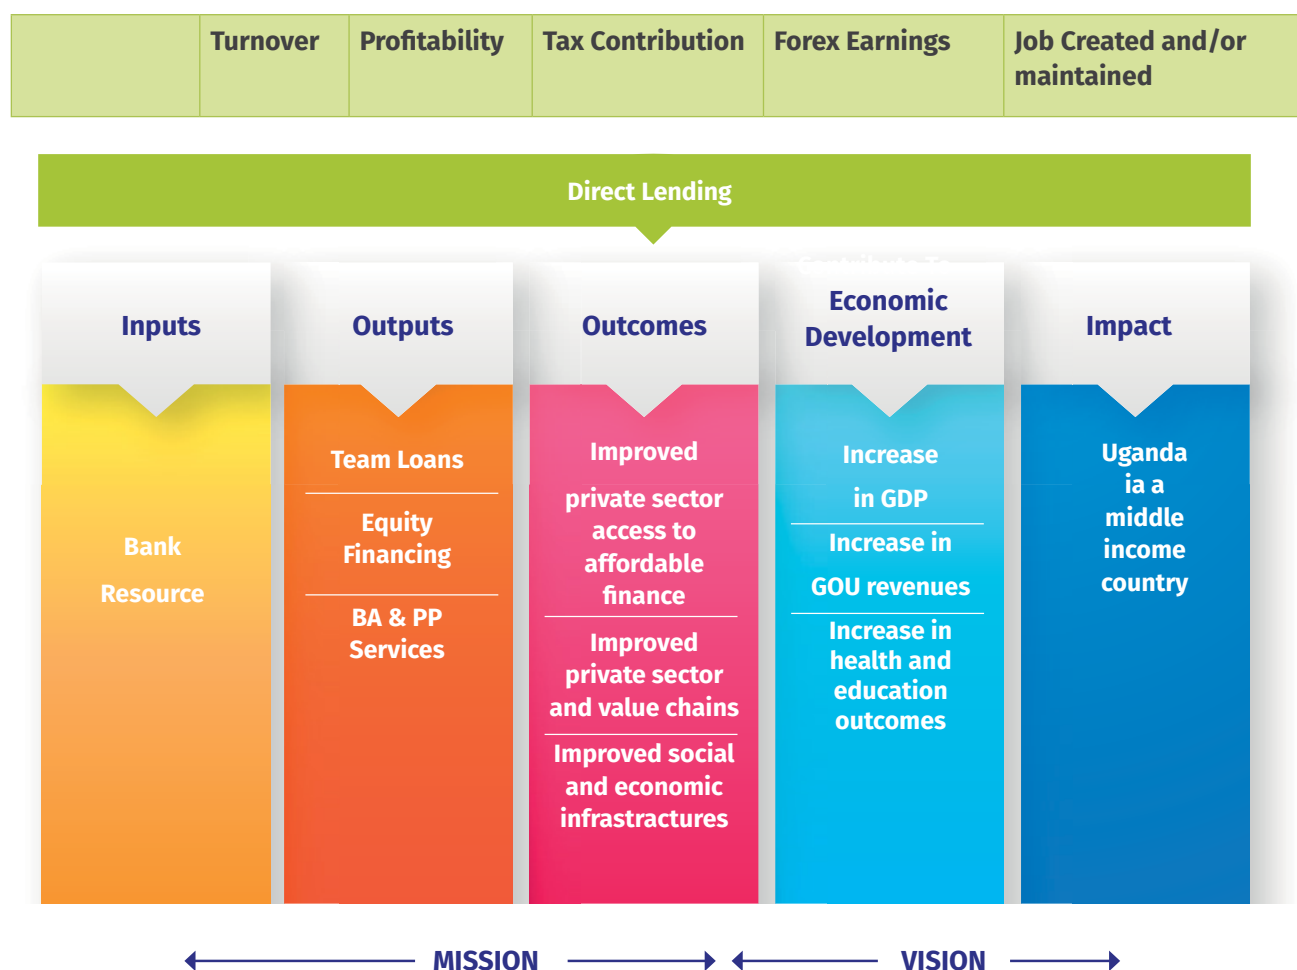 Turnover
Profitability
Tax Contribution
Forex Earnings
Job Created and/or
maintained
Direct Lending
Inputs
Outputs
Outcomes
Contribute To
Economic
Development
Impact
Bank
Resource
Team Loans
Equity
Financing
BA & PP
Services
Improved
private sector
access to
affordable
finance
Improved
private sector
and value chains
Improved social
and economic
infrastractures
Increase
in GDP
Increase in
GOU revenues
Increase in
health and
education
outcomes
Uganda
ia a
middle
income
country
MISSION
VISION